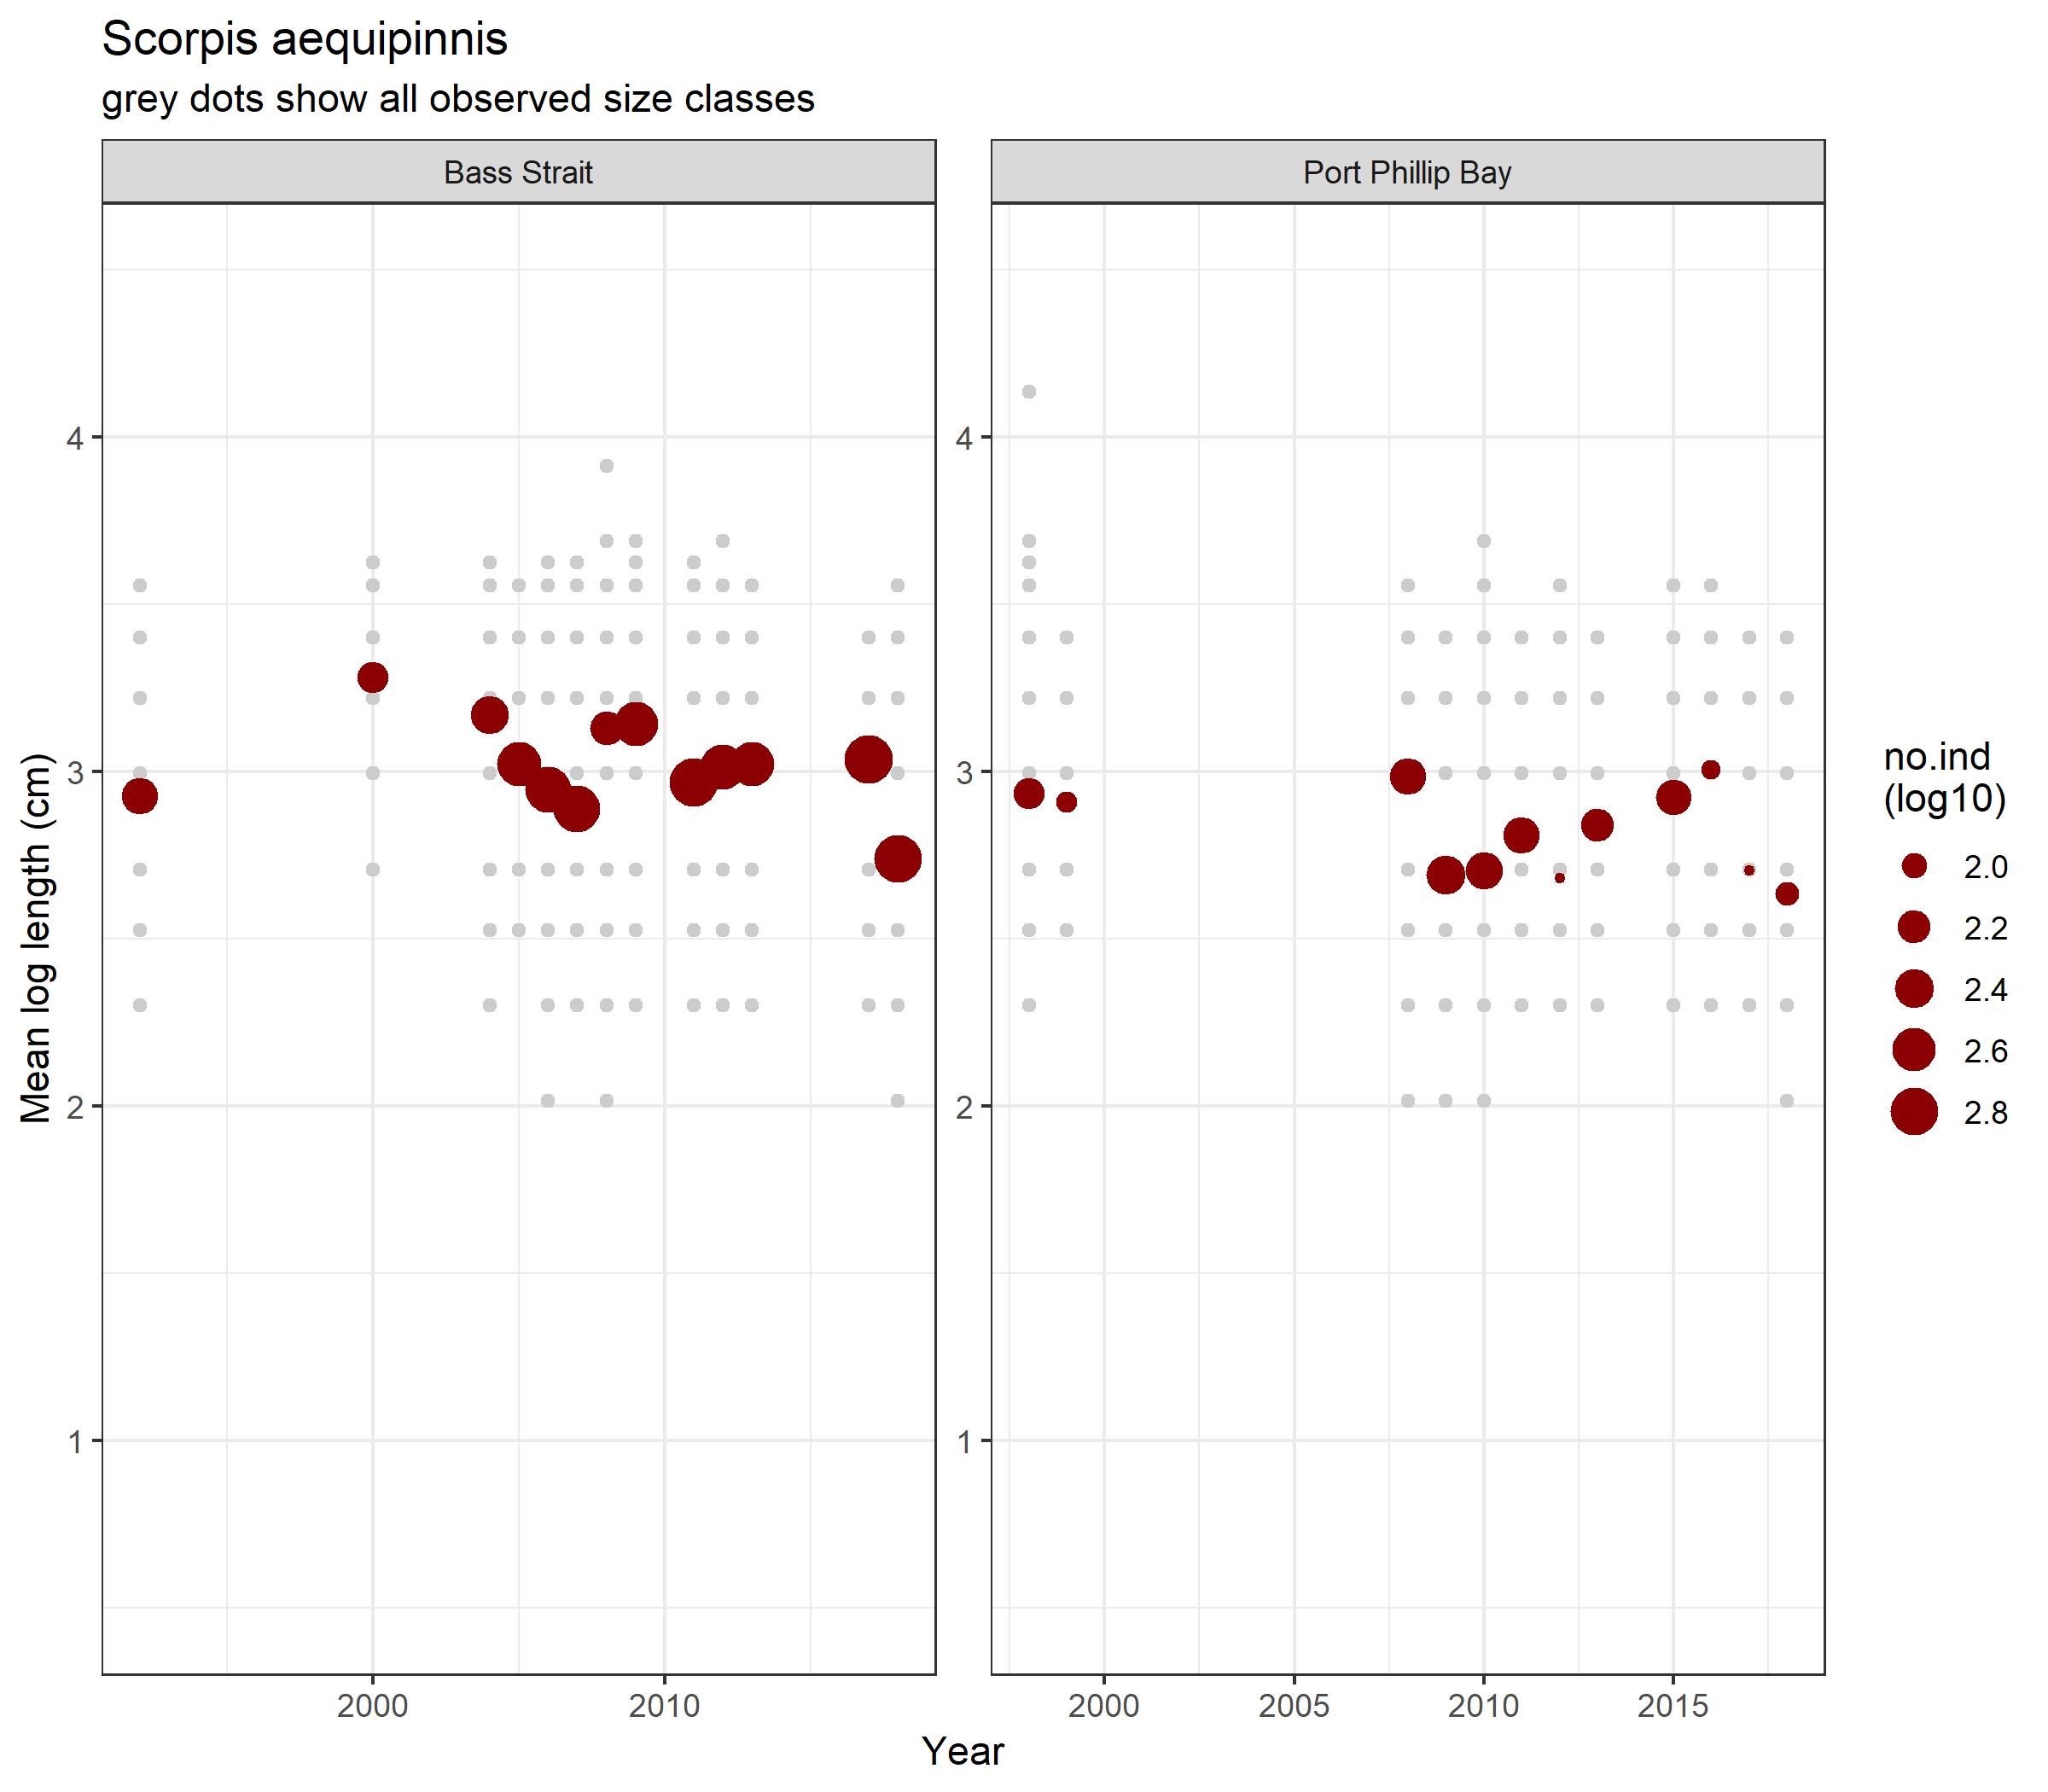 Scorpis aequipinnis
grey dots show all observed size classes
Bass Strait
Port Phillip Bay
Mean log length (cm)
4
3
2
1
4
3
2
1
2000
2010
2000
2005
2010
2015
Year
no.ind
(log10)
2.0
2.2
2.4
2.6
2.8